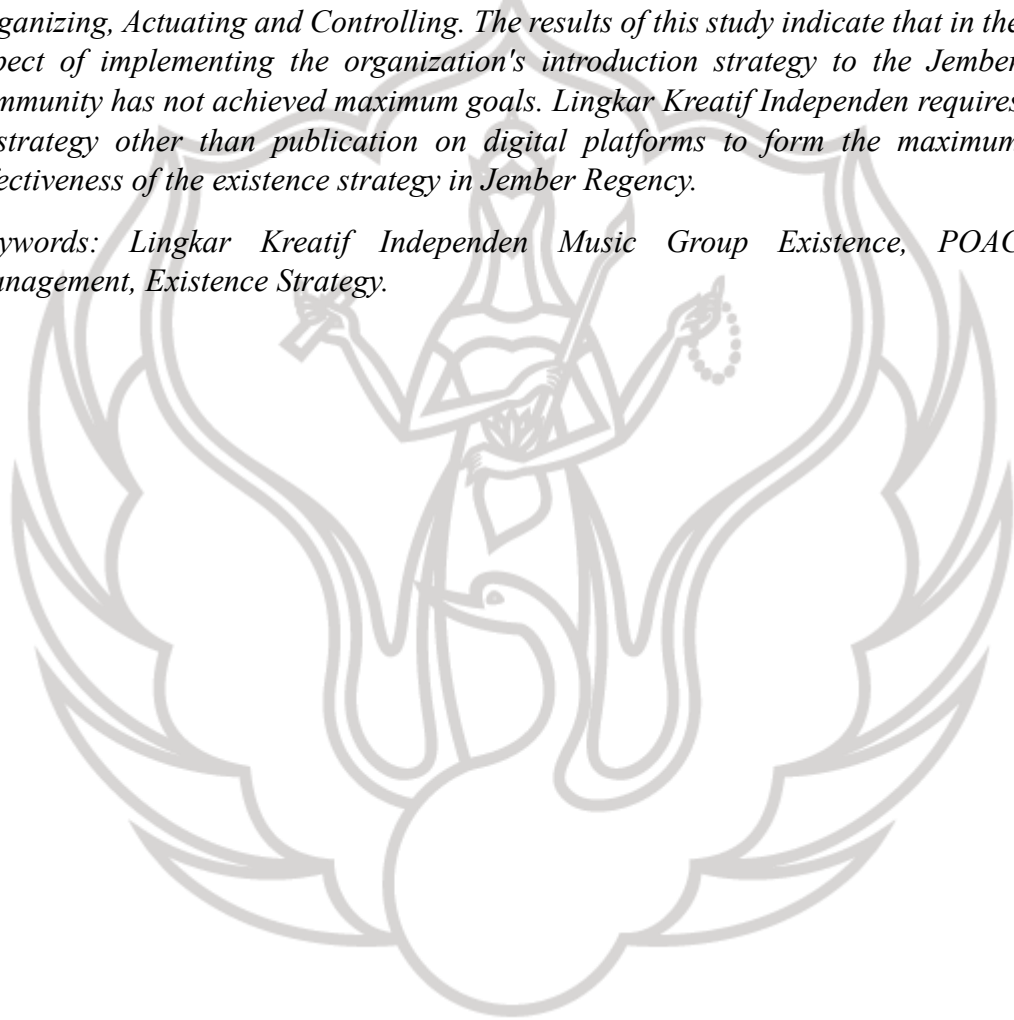 ganizing, Actuating and Controlling. The results of this study indicate that in the
pect of implementing the organization's introduction strategy to the Jember
mmunity has not achieved maximum goals. Lingkar Kreatif Independen requires
strategy other than publication on digital platforms to form the maximum
fectiveness of the existence strategy in Jember Regency.
ywords: Lingkar Kreatif Independen Music Group Existence, POAC
anagement, Existence Strategy.